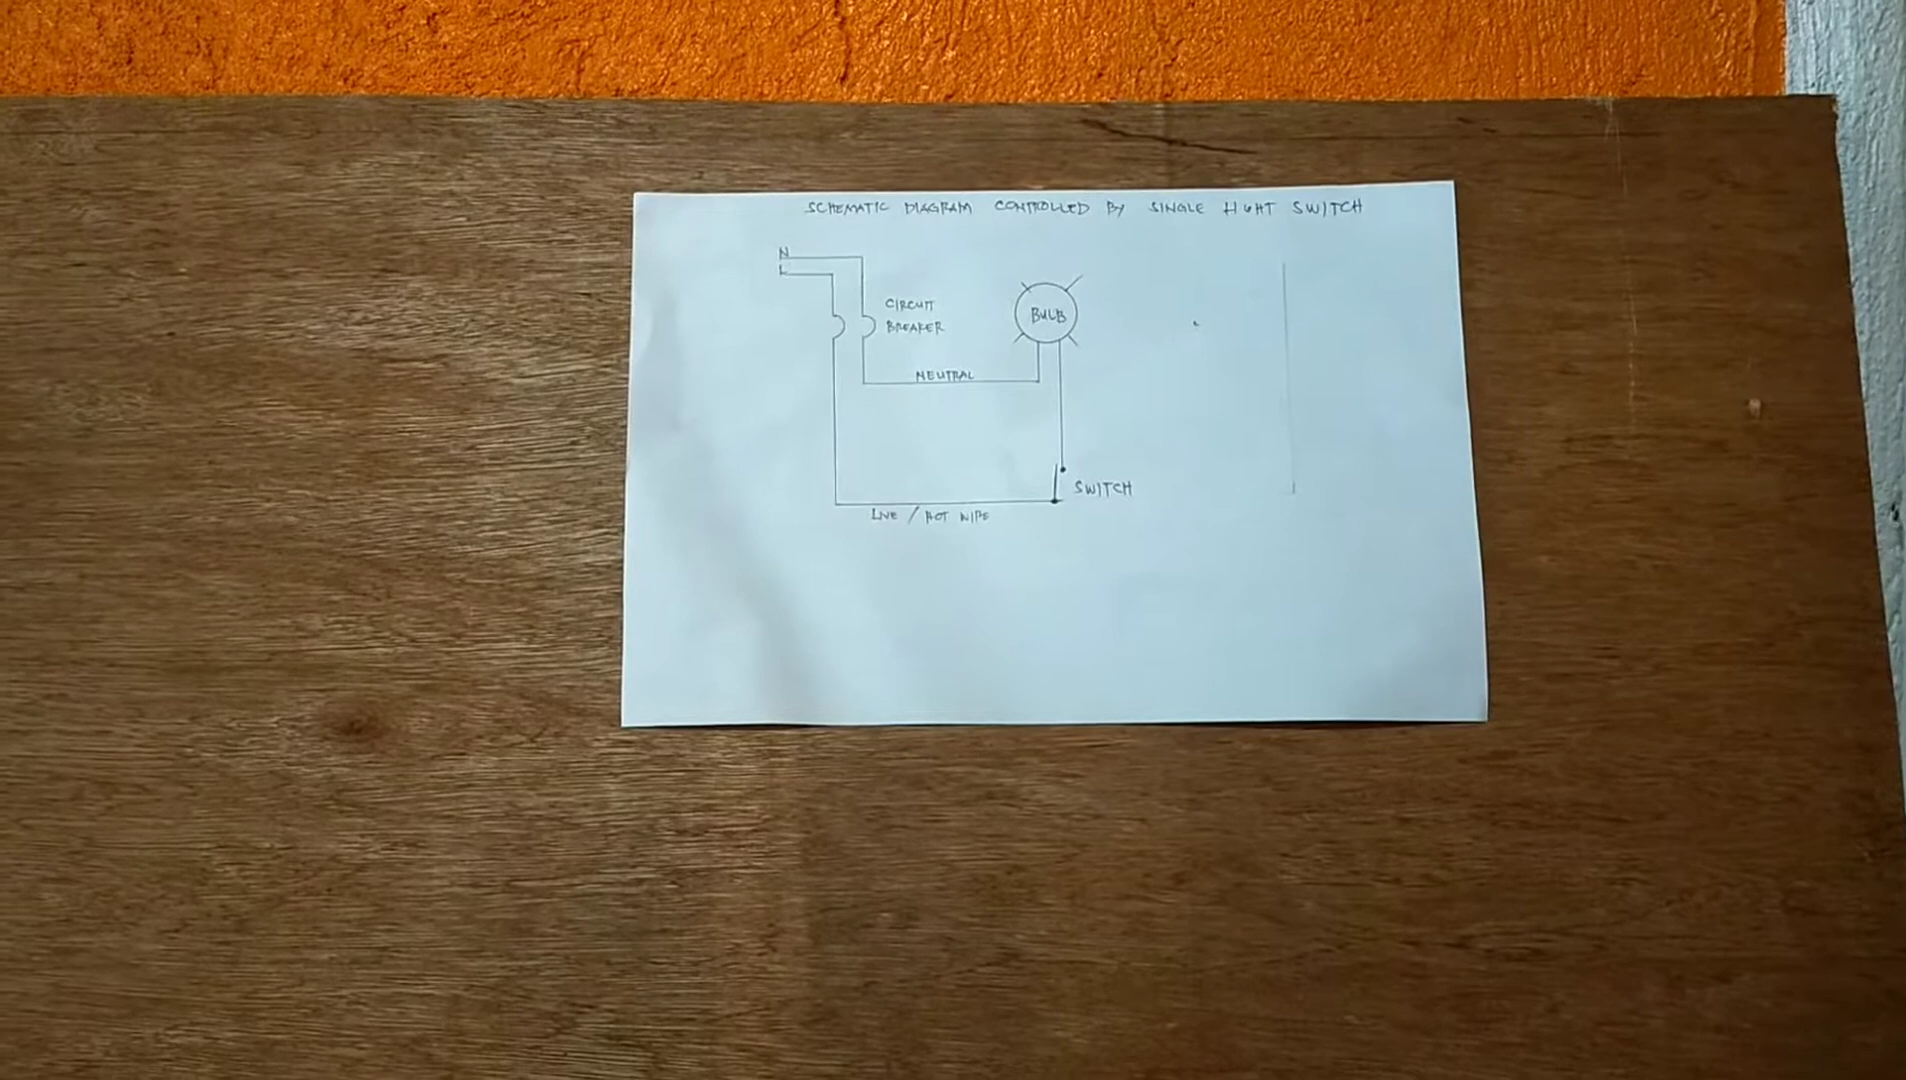 SCHEMATIC DIAGRAM CONTROLLED BY SINGLE LIGHT SWITCH
N
L
CIRCUIT
BREAKER
BULB
NEUTRAL
SWITCH
LIVE / HOT WIRE